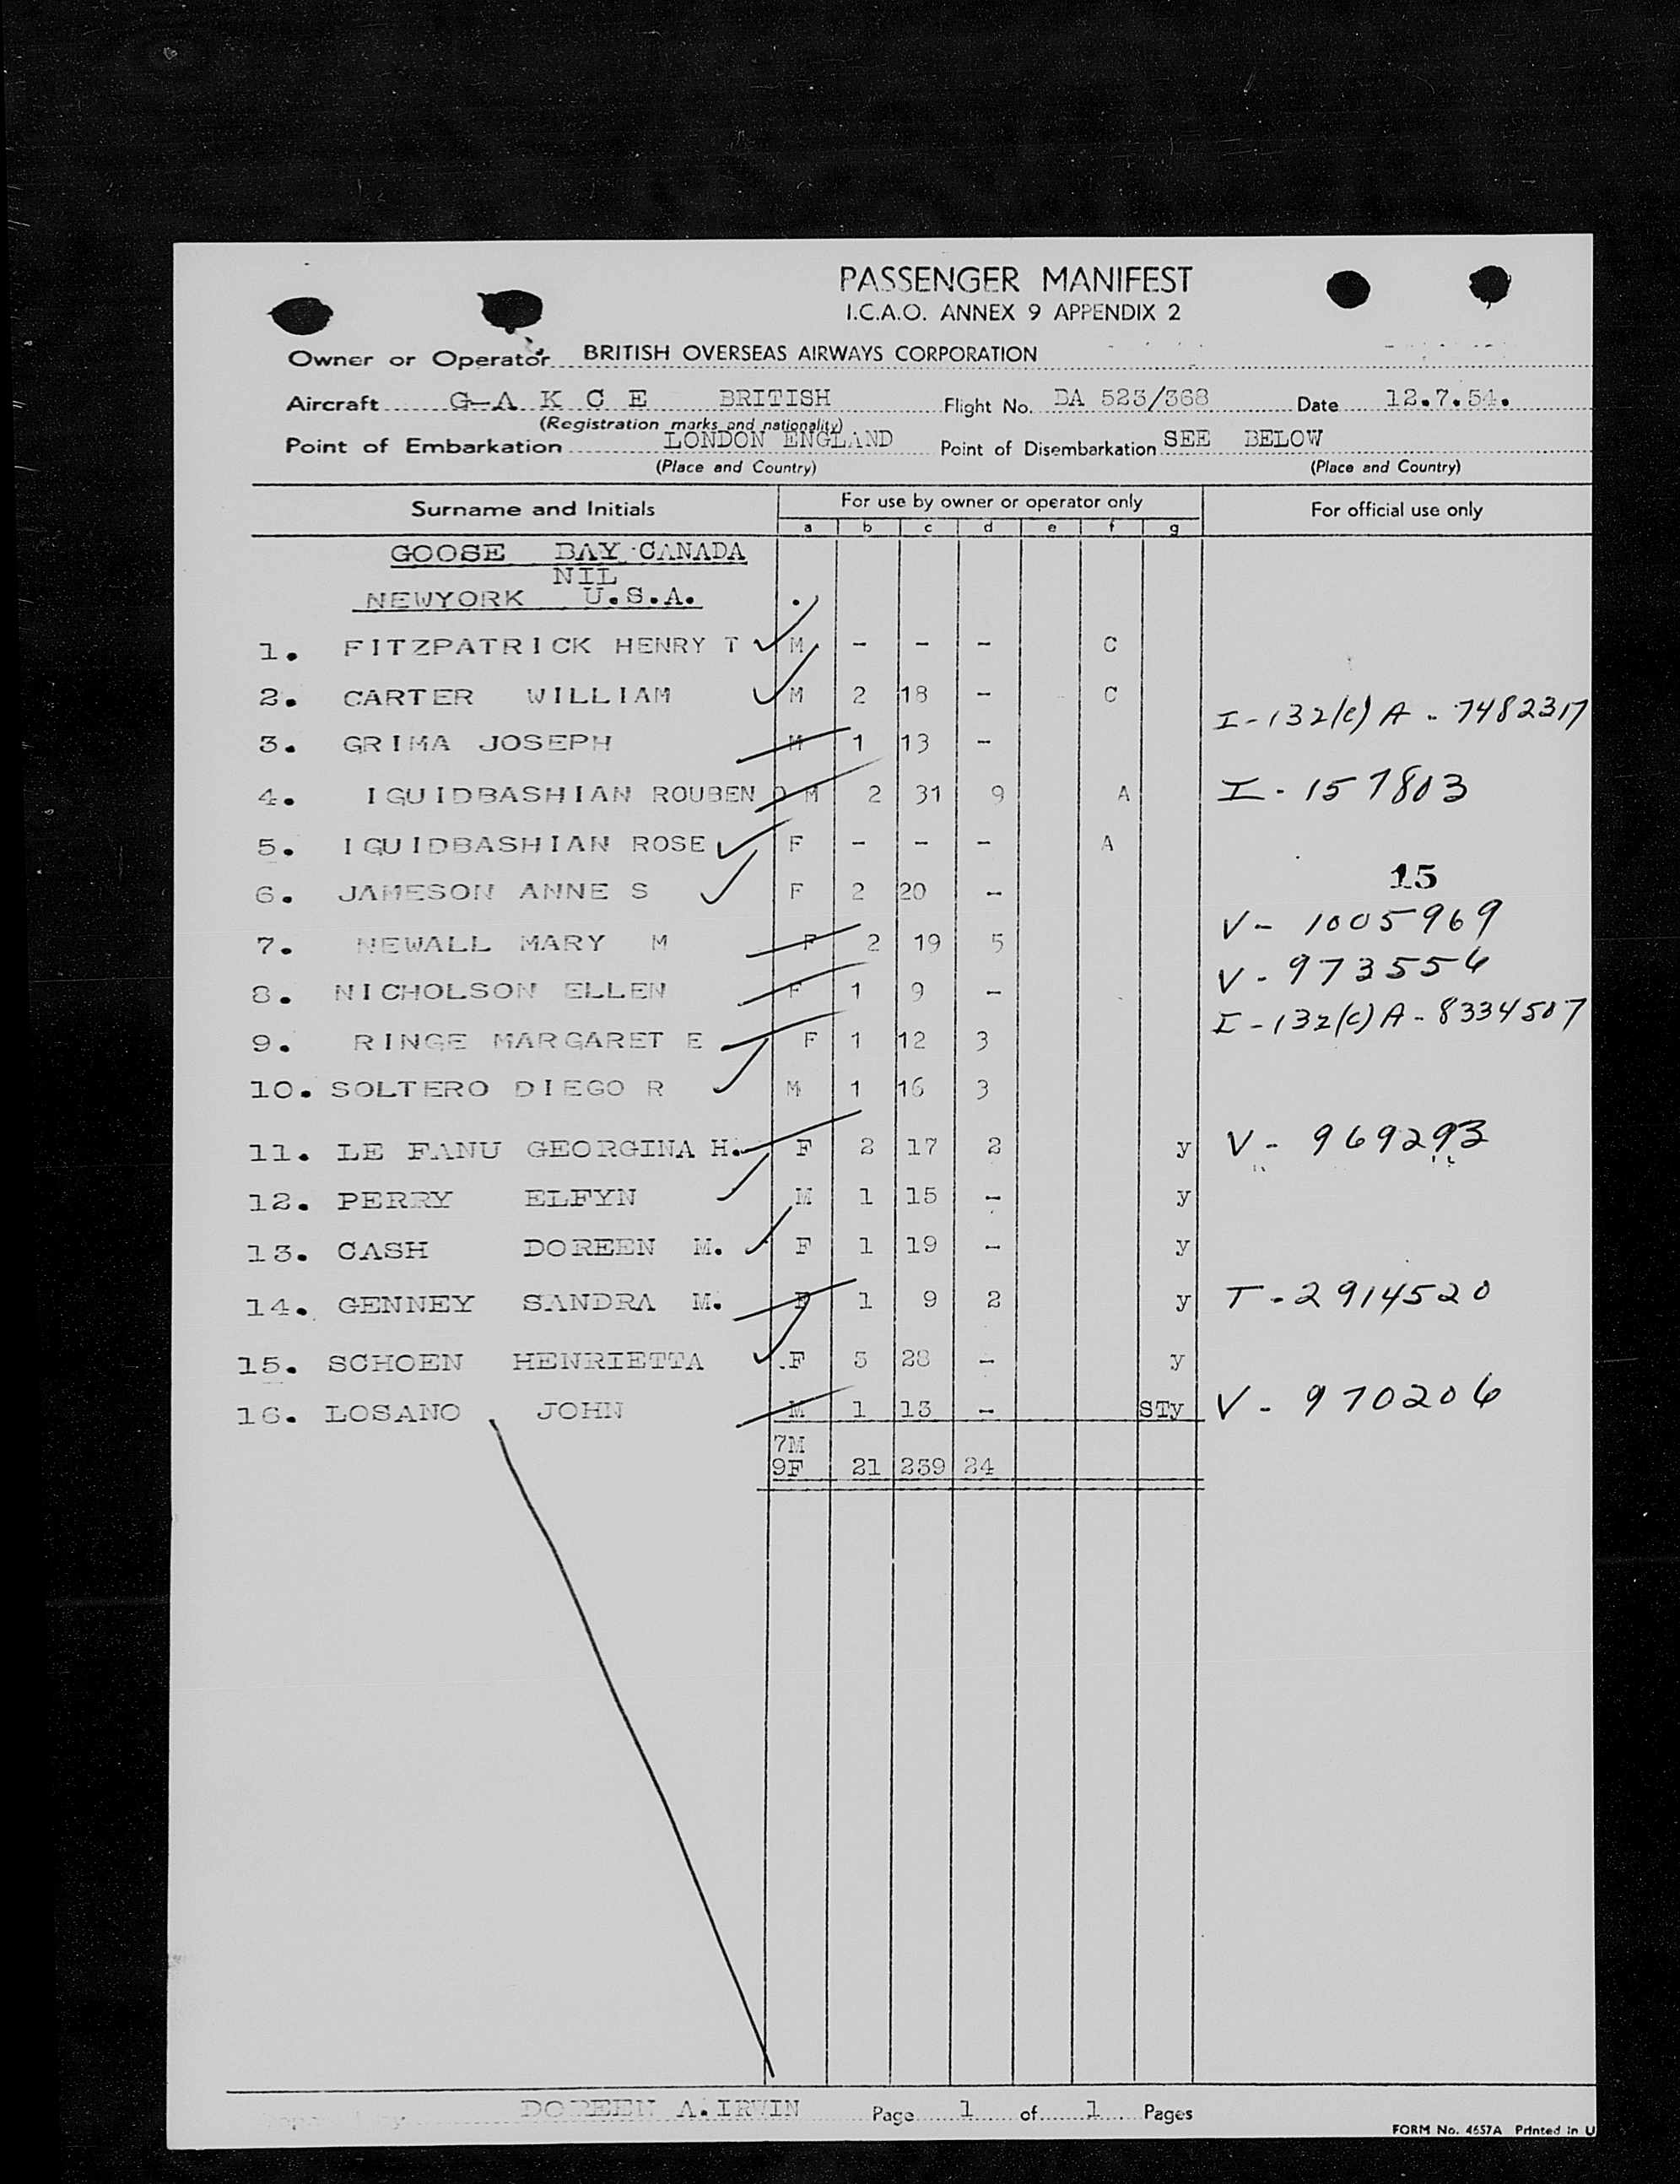 PASSENGER MANIFEST
I.C.A.O. ANNEX 9 APPENDIX 2
Owner or Operator BRITISH OVERSEAS AIRWAYS CORPORATION
Aircraft G-A K C E BRITISH Flight No. BA 523/368 Date 12.7.54.
(Registration marks and nationality)
Point of Embarkation LONDON ENGLAND Point of Disembarkation SEE BELOW
(Place and Country) (Place and Country)
Surname and Initials For use by owner or operator only For official use only
a b c d e f g
GOOSE BAY CANADA
NIL
NEWYORK U.S.A.
1. FITZPATRICK HENRY T M - - - C
2. CARTER WILLIAM M 2 18 - C
I-132(c) A - 7482317
3. GRIMA JOSEPH M 1 13 -
4. IGUIDBASHIAN ROUBEN O M 2 31 9 A I - 157803
5. IGUIDBASHIAN ROSE F - - - A
15
6. JAMESON ANNE S F 2 20 -
V - 1005969
7. NEWALL MARY M F 2 19 5
V - 973556
8. NICHOLSON ELLEN F 1 9 -
I-132(c) A - 8334507
9. RINGE MARGARET E F 1 12 3
10. SOLTERO DIEGO R M 1 16 3
11. LE FANU GEORGINA H. F 2 17 2 y V - 969293
12. PERRY ELFYN M 1 15 - y
13. CASH DOREEN M. F 1 19 - y
14. GENNEY SANDRA M. F 1 9 2 y T - 2914520
15. SCHOEN HENRIETTA F 3 28 - y
16. LOSANO JOHN M 1 13 - STy V - 970206
7M
9F 21 239 24
DOREEN A. IRWIN Page 1 of 1 Pages
FORM No. 4657A Printed in U